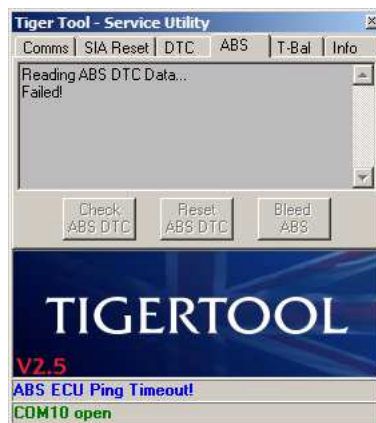 Tiger Tool - Service Utility
Comms SIA Reset DTC ABS T-Bal Info
Reading ABS DTC Data...
Failed!
Check ABS DTC
Reset ABS DTC
Bleed ABS
TIGERTOOL
V2.5
ABS ECU Ping Timeout!
COM10 open